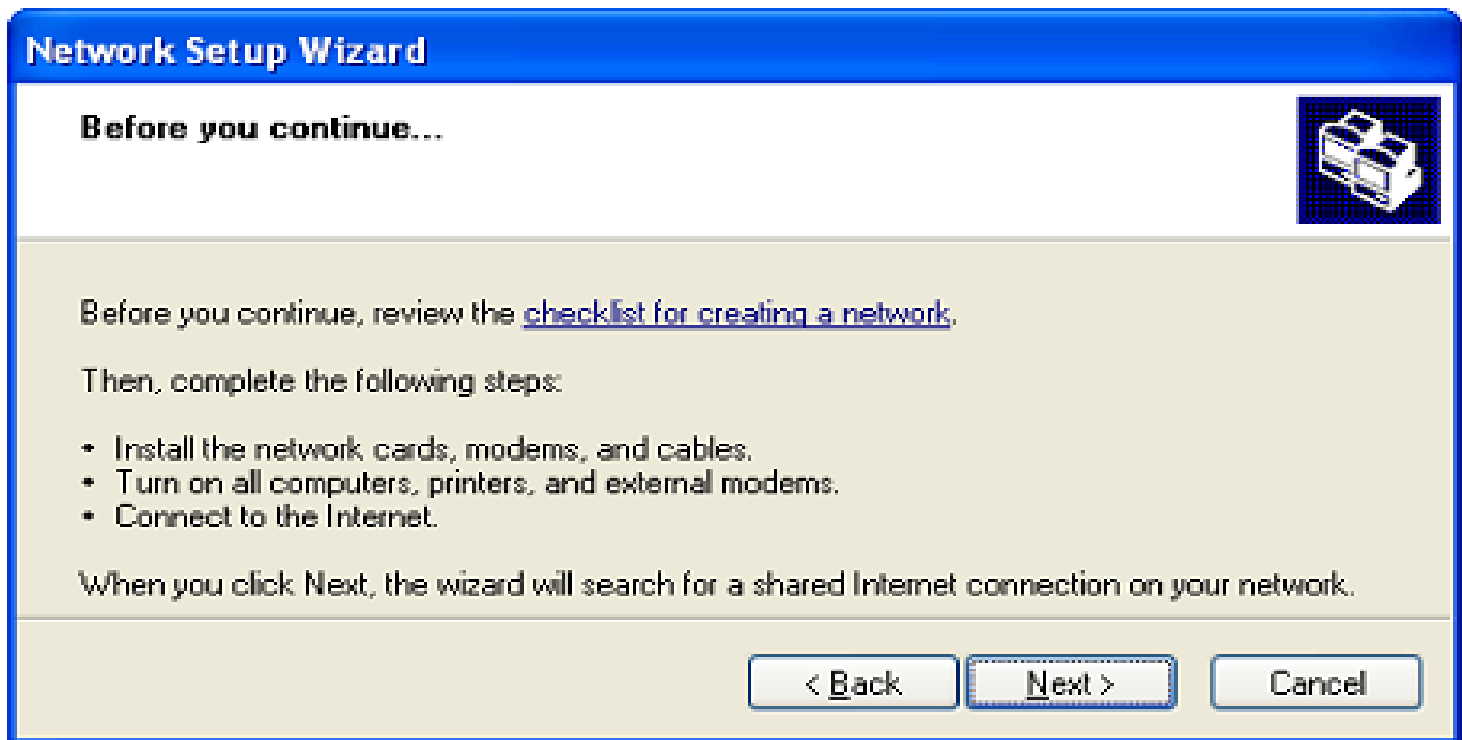 Network Setup Wizard
Before you continue...
Before you continue, review the checklist for creating a network.
Then, complete the following steps:
• Install the network cards, modems, and cables.
• Turn on all computers, printers, and external modems.
• Connect to the Internet.
When you click Next, the wizard will search for a shared Internet connection on your network.
< Back Next > Cancel